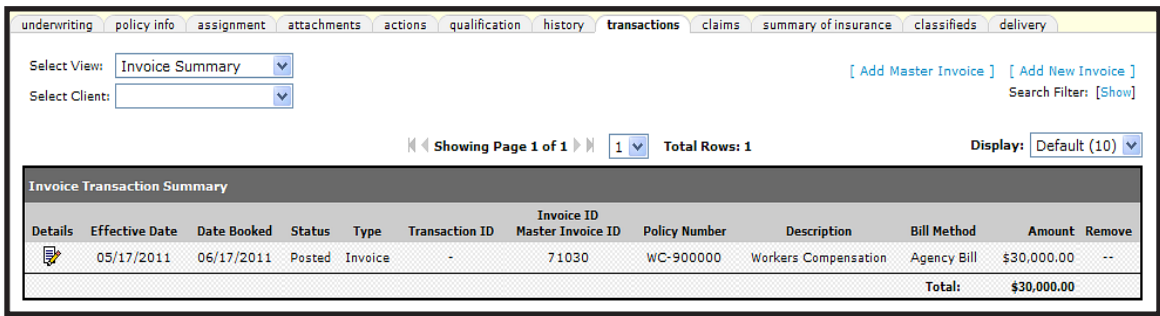 underwriting policy info assignment attachments actions qualification history transactions claims summary of insurance classifieds delivery
Select View: Invoice Summary
[ Add Master Invoice ] [ Add New Invoice ]
Select Client:
Search Filter: [Show]
Showing Page 1 of 1 1 Total Rows: 1 Display: Default (10)
Invoice Transaction Summary
Invoice ID
Details Effective Date Date Booked Status Type Transaction ID Master Invoice ID Policy Number Description Bill Method Amount Remove
05/17/2011 06/17/2011 Posted Invoice - 71030 WC-900000 Workers Compensation Agency Bill $30,000.00 --
Total: $30,000.00